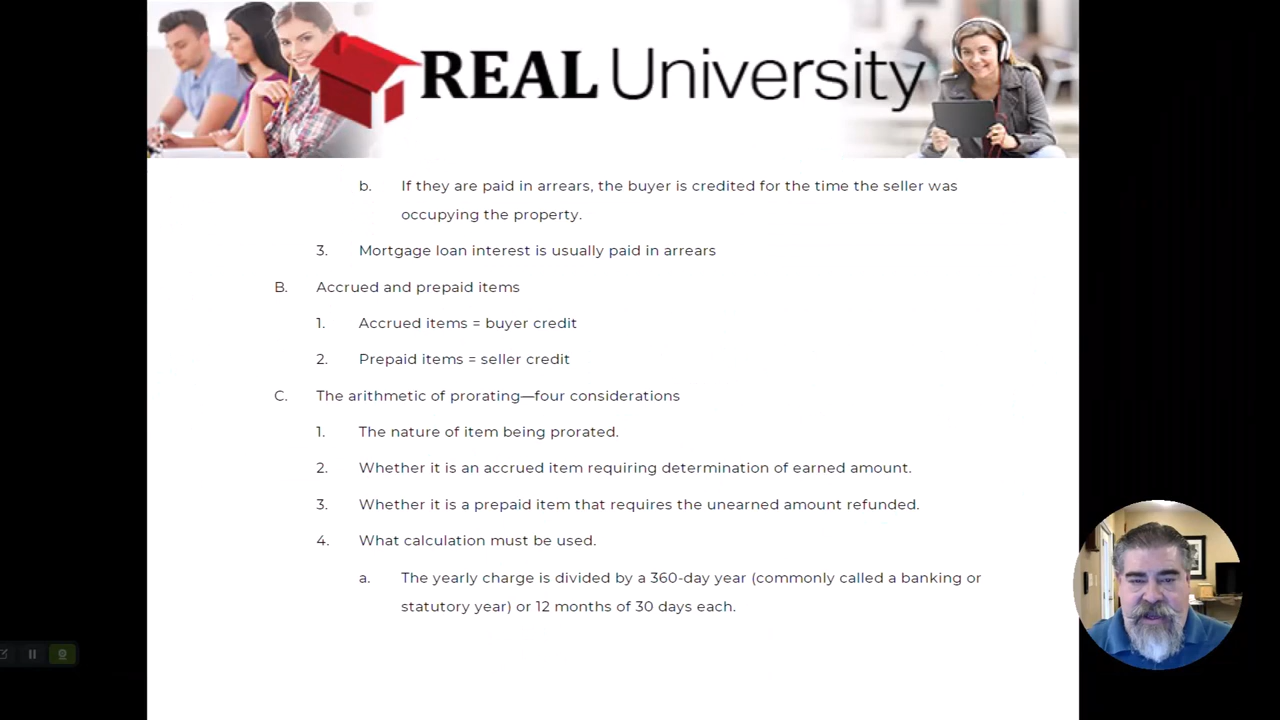 REAL University
b. If they are paid in arrears, the buyer is credited for the time the seller was
occupying the property.
3. Mortgage loan interest is usually paid in arrears
B. Accrued and prepaid items
1. Accrued items = buyer credit
2. Prepaid items = seller credit
C. The arithmetic of prorating—four considerations
1. The nature of item being prorated.
2. Whether it is an accrued item requiring determination of earned amount.
3. Whether it is a prepaid item that requires the unearned amount refunded.
4. What calculation must be used.
a. The yearly charge is divided by a 360-day year (commonly called a banking or
statutory year) or 12 months of 30 days each.